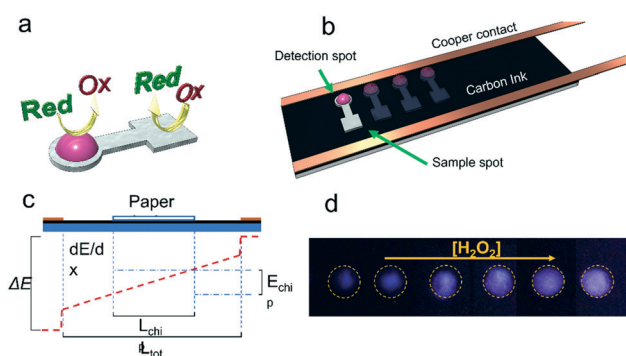 a
Red
Ox
Red
Ox
b
Detection spot
Cooper contact
Carbon Ink
Sample spot
c
Paper
dE/d
x
ΔE
E chi
p
L chi
L tot
d
[H2O2]